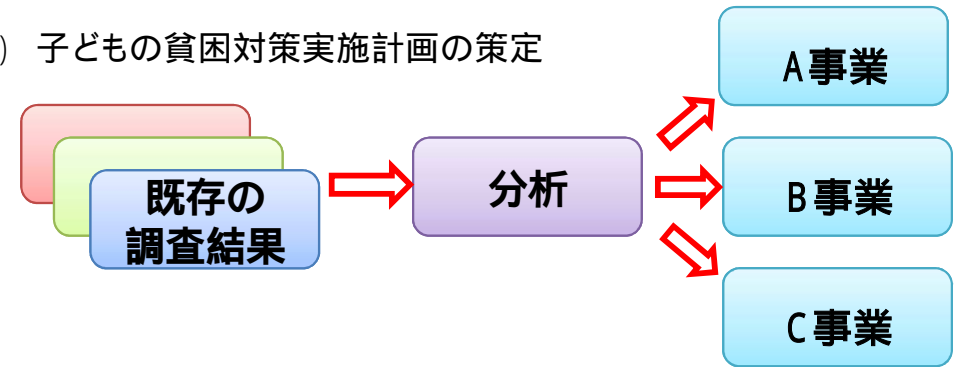 ) 子どもの貧困対策実施計画の策定
既存の
調査結果
分析
A事業
B事業
C事業